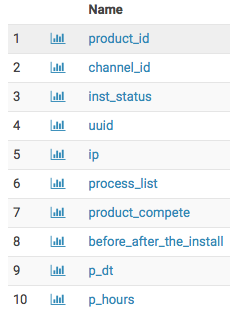 Name
1 product_id
2 channel_id
3 inst_status
4 uuid
5 ip
6 process_list
7 product_compete
8 before_after_the_install
9 p_dt
10 p_hours